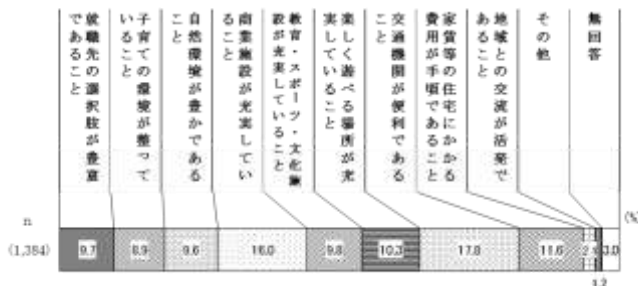 就職先の選択肢が豊富
であること
子育ての環境が整って
いること
自然環境が豊かである
こと
商業施設が充実してい
ること
教育・スポーツ・文化施
設が充実していること
楽しく遊べる場所が充
実していること
交通機関が便利である
こと
家賃等の住宅にかかる
費用が手頃であること
地域との交流が活発で
あること
その他
無回答
(%)
n
(1,384)
9.7
8.9
9.6
16.0
9.8
10.3
17.8
11.6
3.0
1.2